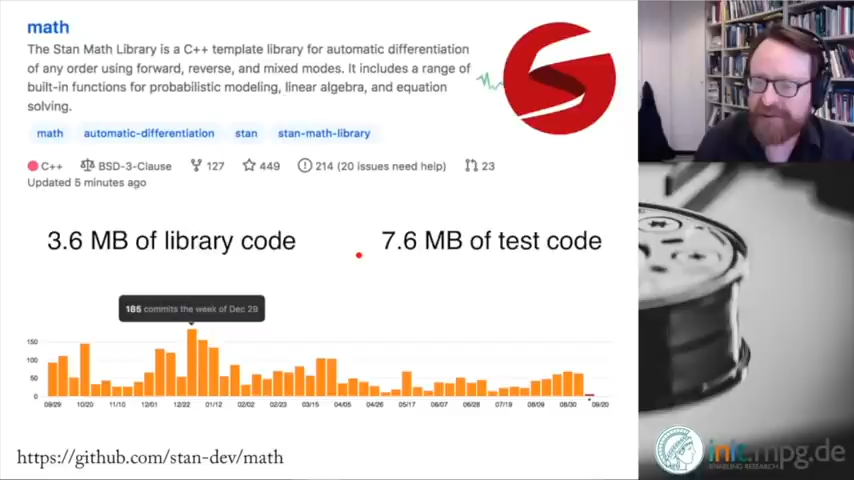 math
The Stan Math Library is a C++ template library for automatic differentiation
of any order using forward, reverse, and mixed modes. It includes a range of
built-in functions for probabilistic modeling, linear algebra, and equation
solving.
math automatic-differentiation stan stan-math-library
C++ BSD-3-Clause 127 449 214 (20 issues need help) 23
Updated 5 minutes ago
3.6 MB of library code 7.6 MB of test code
185 commits the week of Dec 29
150
100
50
0
09/29 10/20 11/10 12/01 12/22 01/12 02/02 02/23 03/15 04/05 04/26 05/17 06/07 06/28 07/19 08/09 08/30 09/20
https://github.com/stan-dev/math
mpg.de
ENABLING RESEARCH